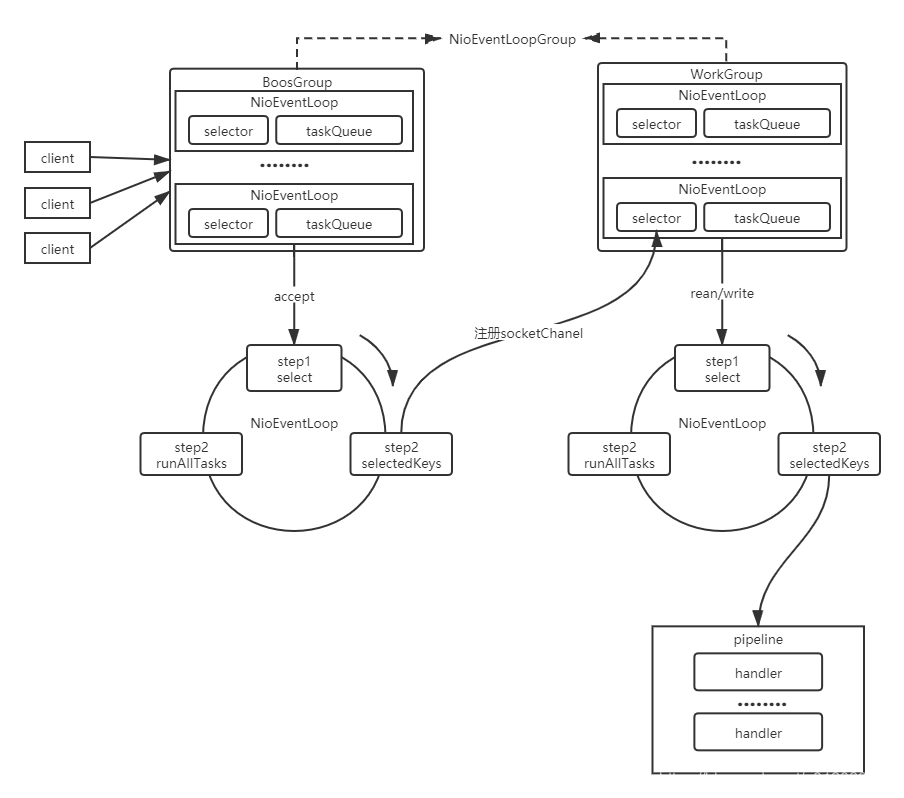 NioEventLoopGroup
BoosGroup
NioEventLoop
selector
taskQueue
NioEventLoop
selector
taskQueue
client
client
client
WorkGroup
NioEventLoop
selector
taskQueue
NioEventLoop
selector
taskQueue
accept
rean/write
注册socketChanel
step1
select
NioEventLoop
step2
runAllTasks
step2
selectedKeys
step1
select
NioEventLoop
step2
runAllTasks
step2
selectedKeys
pipeline
handler
handler